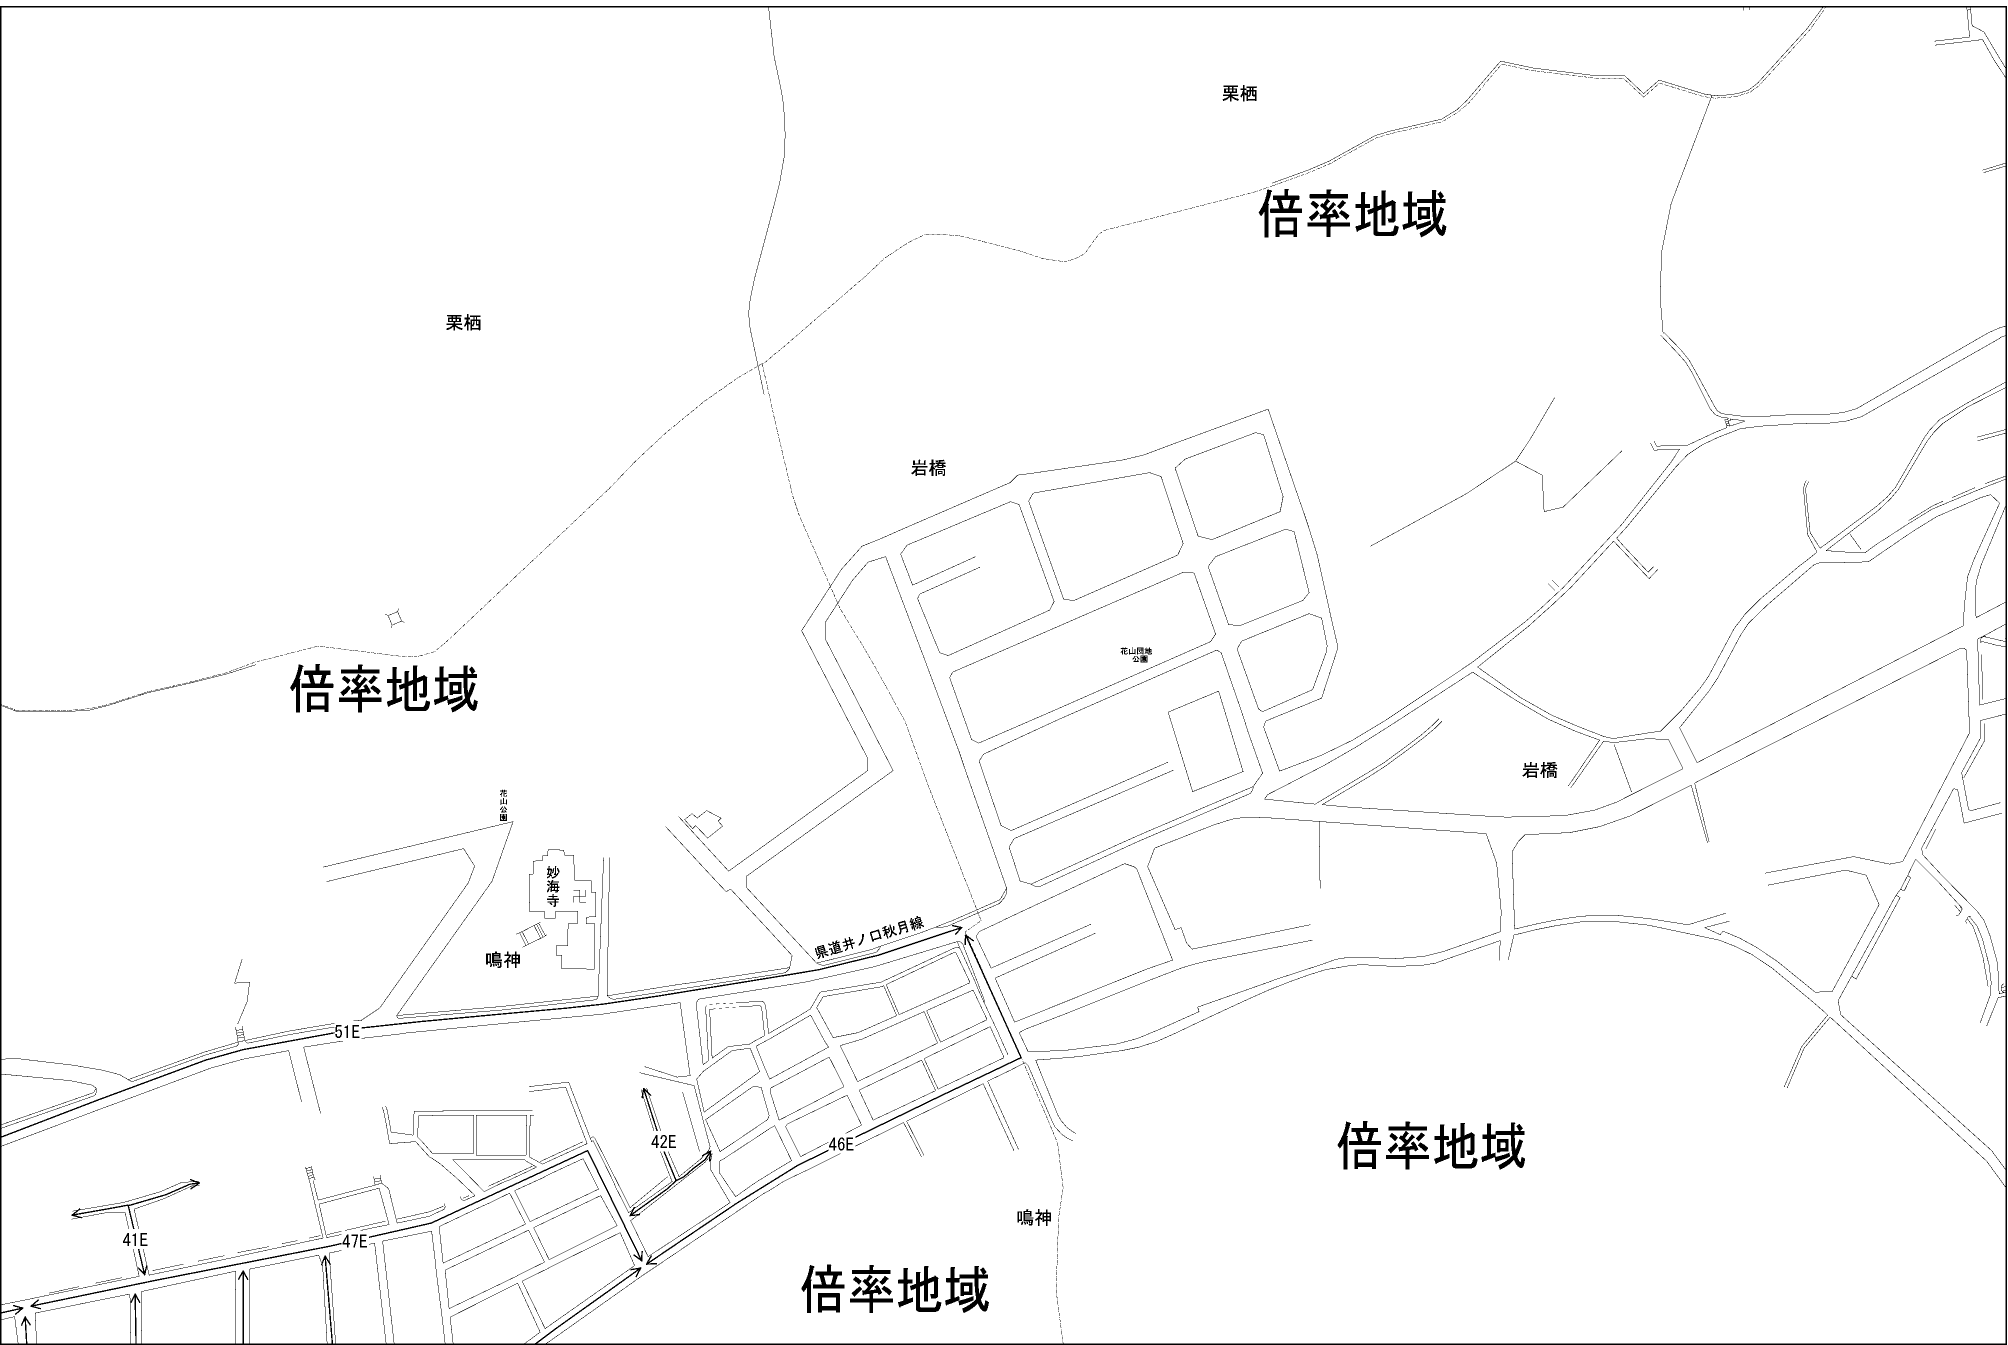 栗栖
倍率地域
栗栖
岩橋
花山団地
公園
倍率地域
岩橋
花山公園
妙海寺
県道井ノ口秋月線
鳴神
51E
42E
46E
倍率地域
鳴神
41E
47E
倍率地域